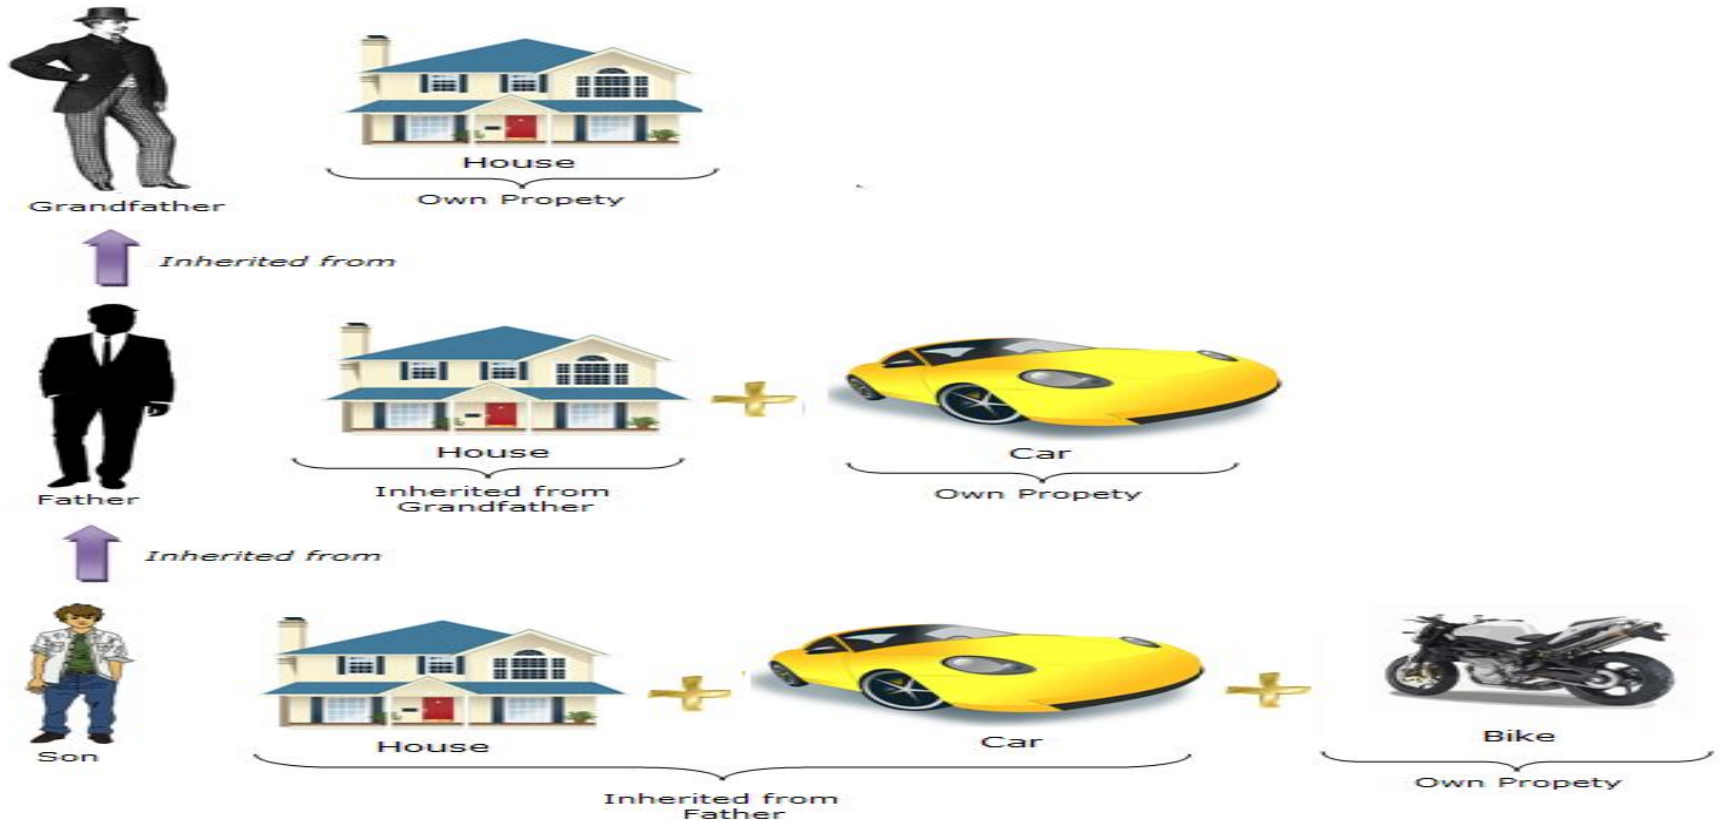 House
Own Propety
Grandfather
Inherited from
House
Car
Inherited from
Grandfather
Own Propety
Father
Inherited from
House
Car
Bike
Son
Inherited from
Father
Own Propety